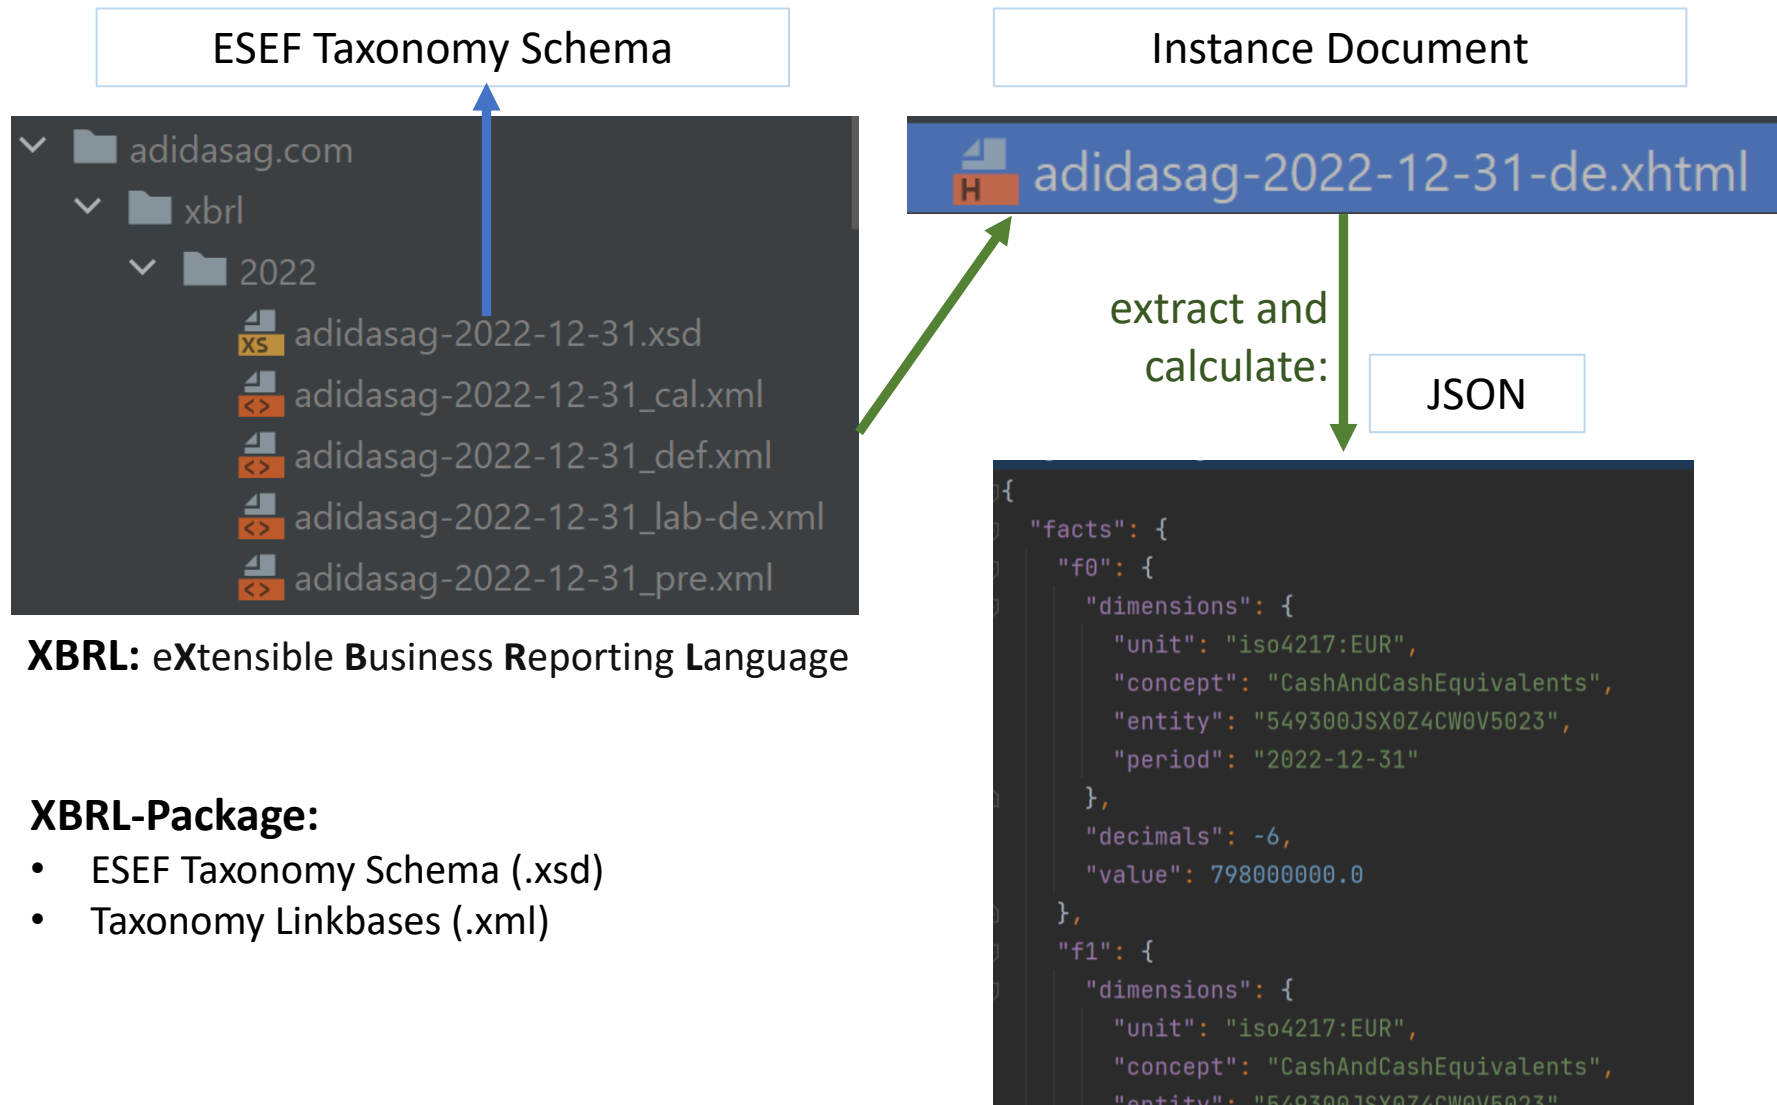 ESEF Taxonomy Schema
adidasag.com
xbrl
2022
XS adidasag-2022-12-31.xsd
<> adidasag-2022-12-31_cal.xml
<> adidasag-2022-12-31_def.xml
<> adidasag-2022-12-31_lab-de.xml
<> adidasag-2022-12-31_pre.xml
XBRL: eXtensible Business Reporting Language
XBRL-Package:
• ESEF Taxonomy Schema (.xsd)
• Taxonomy Linkbases (.xml)
Instance Document
H adidasag-2022-12-31-de.xhtml
extract and
calculate:
JSON
{
"facts": {
"f0": {
"dimensions": {
"unit": "iso4217:EUR",
"concept": "CashAndCashEquivalents",
"entity": "549300JSX0Z4CW0V5023",
"period": "2022-12-31"
},
"decimals": -6,
"value": 798000000.0
},
"f1": {
"dimensions": {
"unit": "iso4217:EUR",
"concept": "CashAndCashEquivalents",
"entity": "549300JSX0Z4CW0V5023"